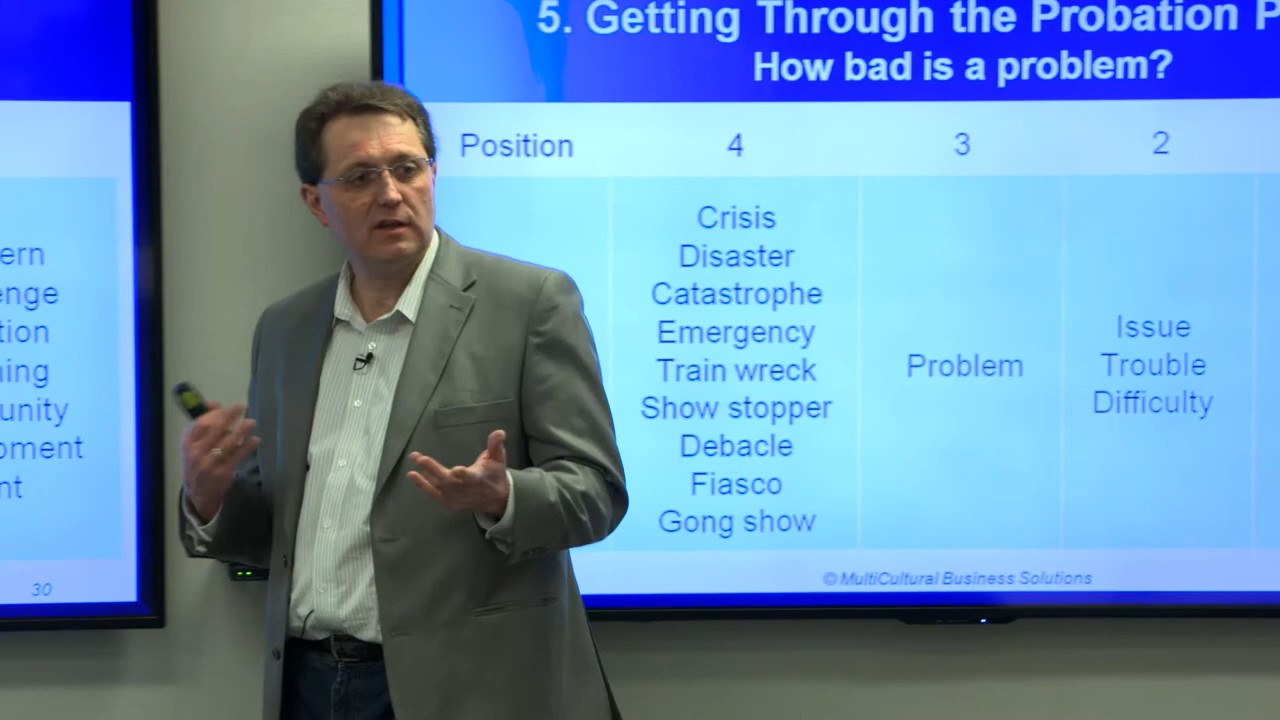 5. Getting Through the Probation P
How bad is a problem?
Position 4 3 2
Crisis
Disaster
Catastrophe
Emergency
Train wreck
Show stopper
Debacle
Fiasco
Gong show
Problem
Issue
Trouble
Difficulty
© MultiCultural Business Solutions
ern
enge
tion
ning
unity
pment
nt
30